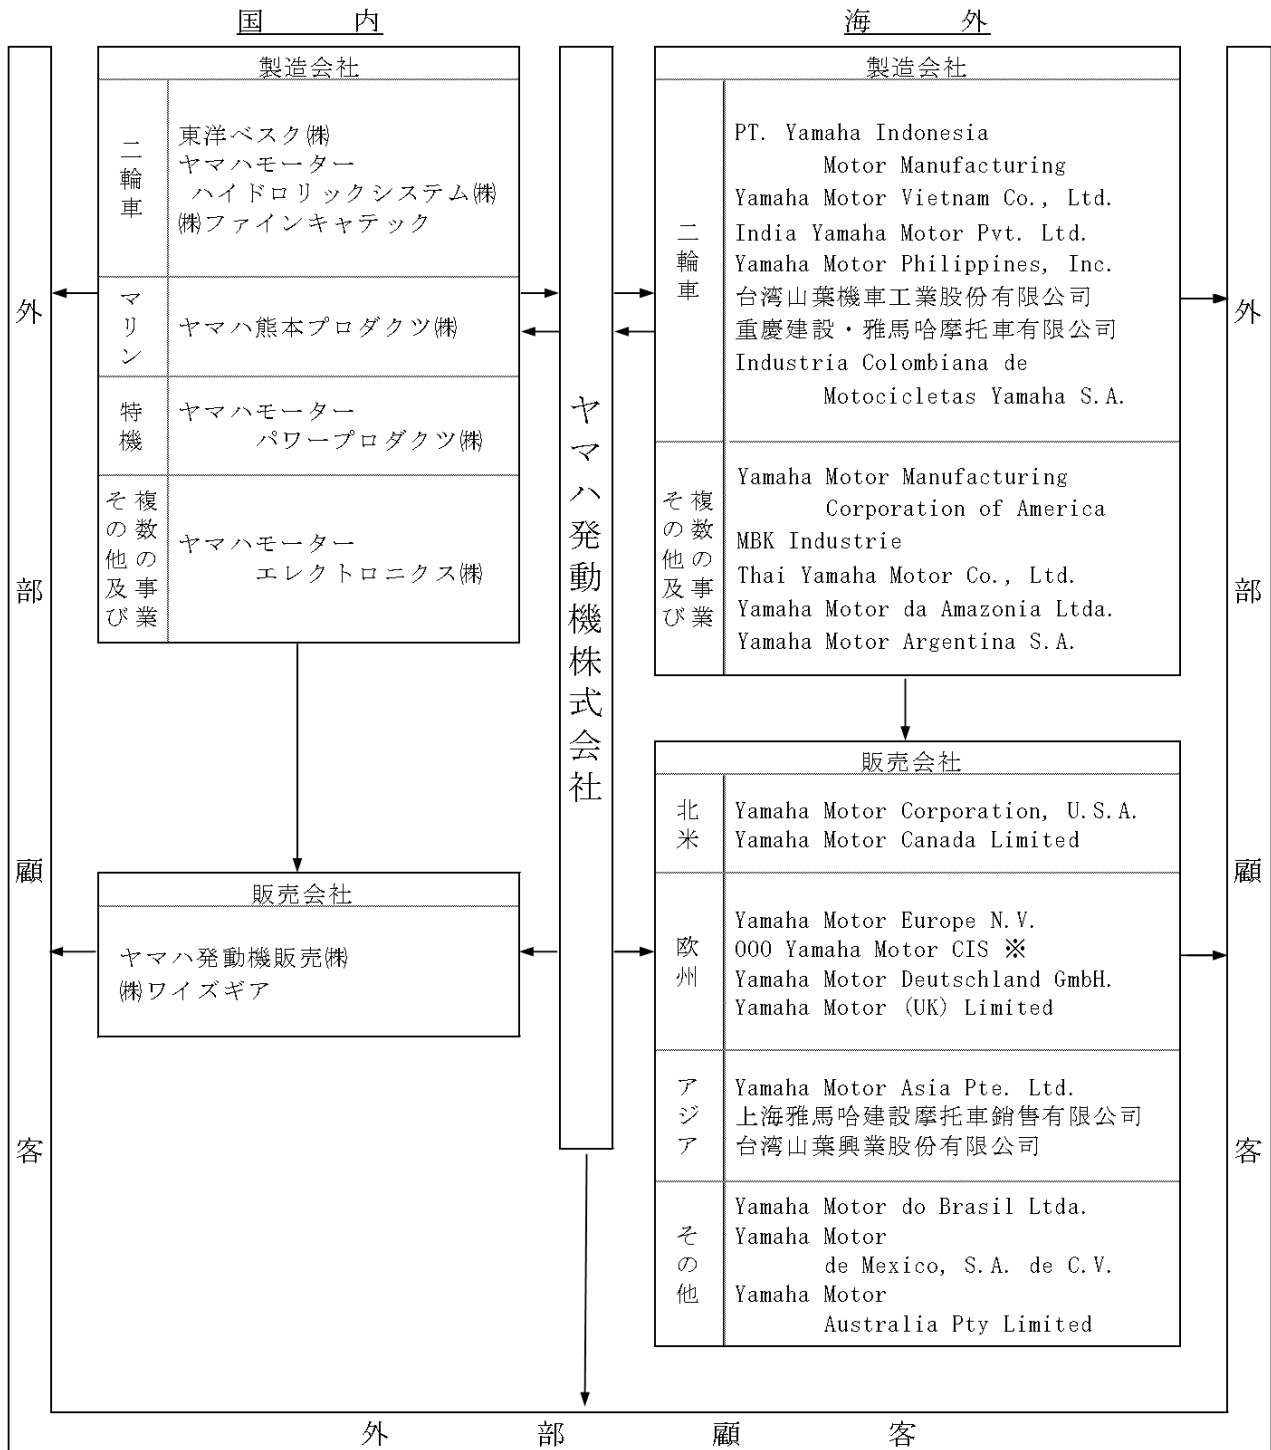 国 内
海 外
製造会社
二輪車
東洋ベスク㈱
ヤマハモーター
ハイドロリックシステム㈱
㈱ファインキャテック
マリン
ヤマハ熊本プロダクツ㈱
特機
ヤマハモーター
パワープロダクツ㈱
その他及び
複数の事業
ヤマハモーター
エレクトロニクス㈱
販売会社
ヤマハ発動機販売㈱
㈱ワイズギア
ヤマハ発動機株式会社
製造会社
二輪車
PT. Yamaha Indonesia
Motor Manufacturing
Yamaha Motor Vietnam Co., Ltd.
India Yamaha Motor Pvt. Ltd.
Yamaha Motor Philippines, Inc.
台湾山葉機車工業股份有限公司
重慶建設・雅馬哈摩托車有限公司
Industria Colombiana de
Motocicletas Yamaha S.A.
その他及び
複数の事業
Yamaha Motor Manufacturing
Corporation of America
MBK Industrie
Thai Yamaha Motor Co., Ltd.
Yamaha Motor da Amazonia Ltda.
Yamaha Motor Argentina S.A.
販売会社
北米
Yamaha Motor Corporation, U.S.A.
Yamaha Motor Canada Limited
欧州
Yamaha Motor Europe N.V.
OOO Yamaha Motor CIS ※
Yamaha Motor Deutschland GmbH.
Yamaha Motor (UK) Limited
アジア
Yamaha Motor Asia Pte. Ltd.
上海雅馬哈建設摩托車銷售有限公司
台湾山葉興業股份有限公司
その他
Yamaha Motor do Brasil Ltda.
Yamaha Motor
de Mexico, S.A. de C.V.
Yamaha Motor
Australia Pty Limited
外部顧客
外部顧客
外 部 顧 客